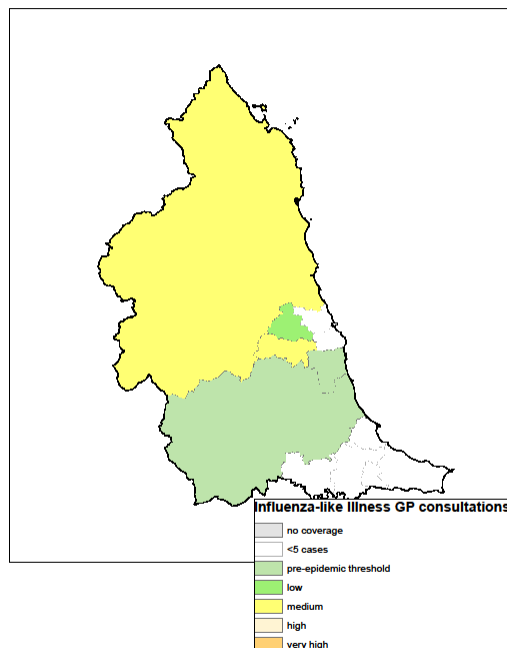 Influenza-like Illness GP consultations
no coverage
<5 cases
pre-epidemic threshold
low
medium
high
very high